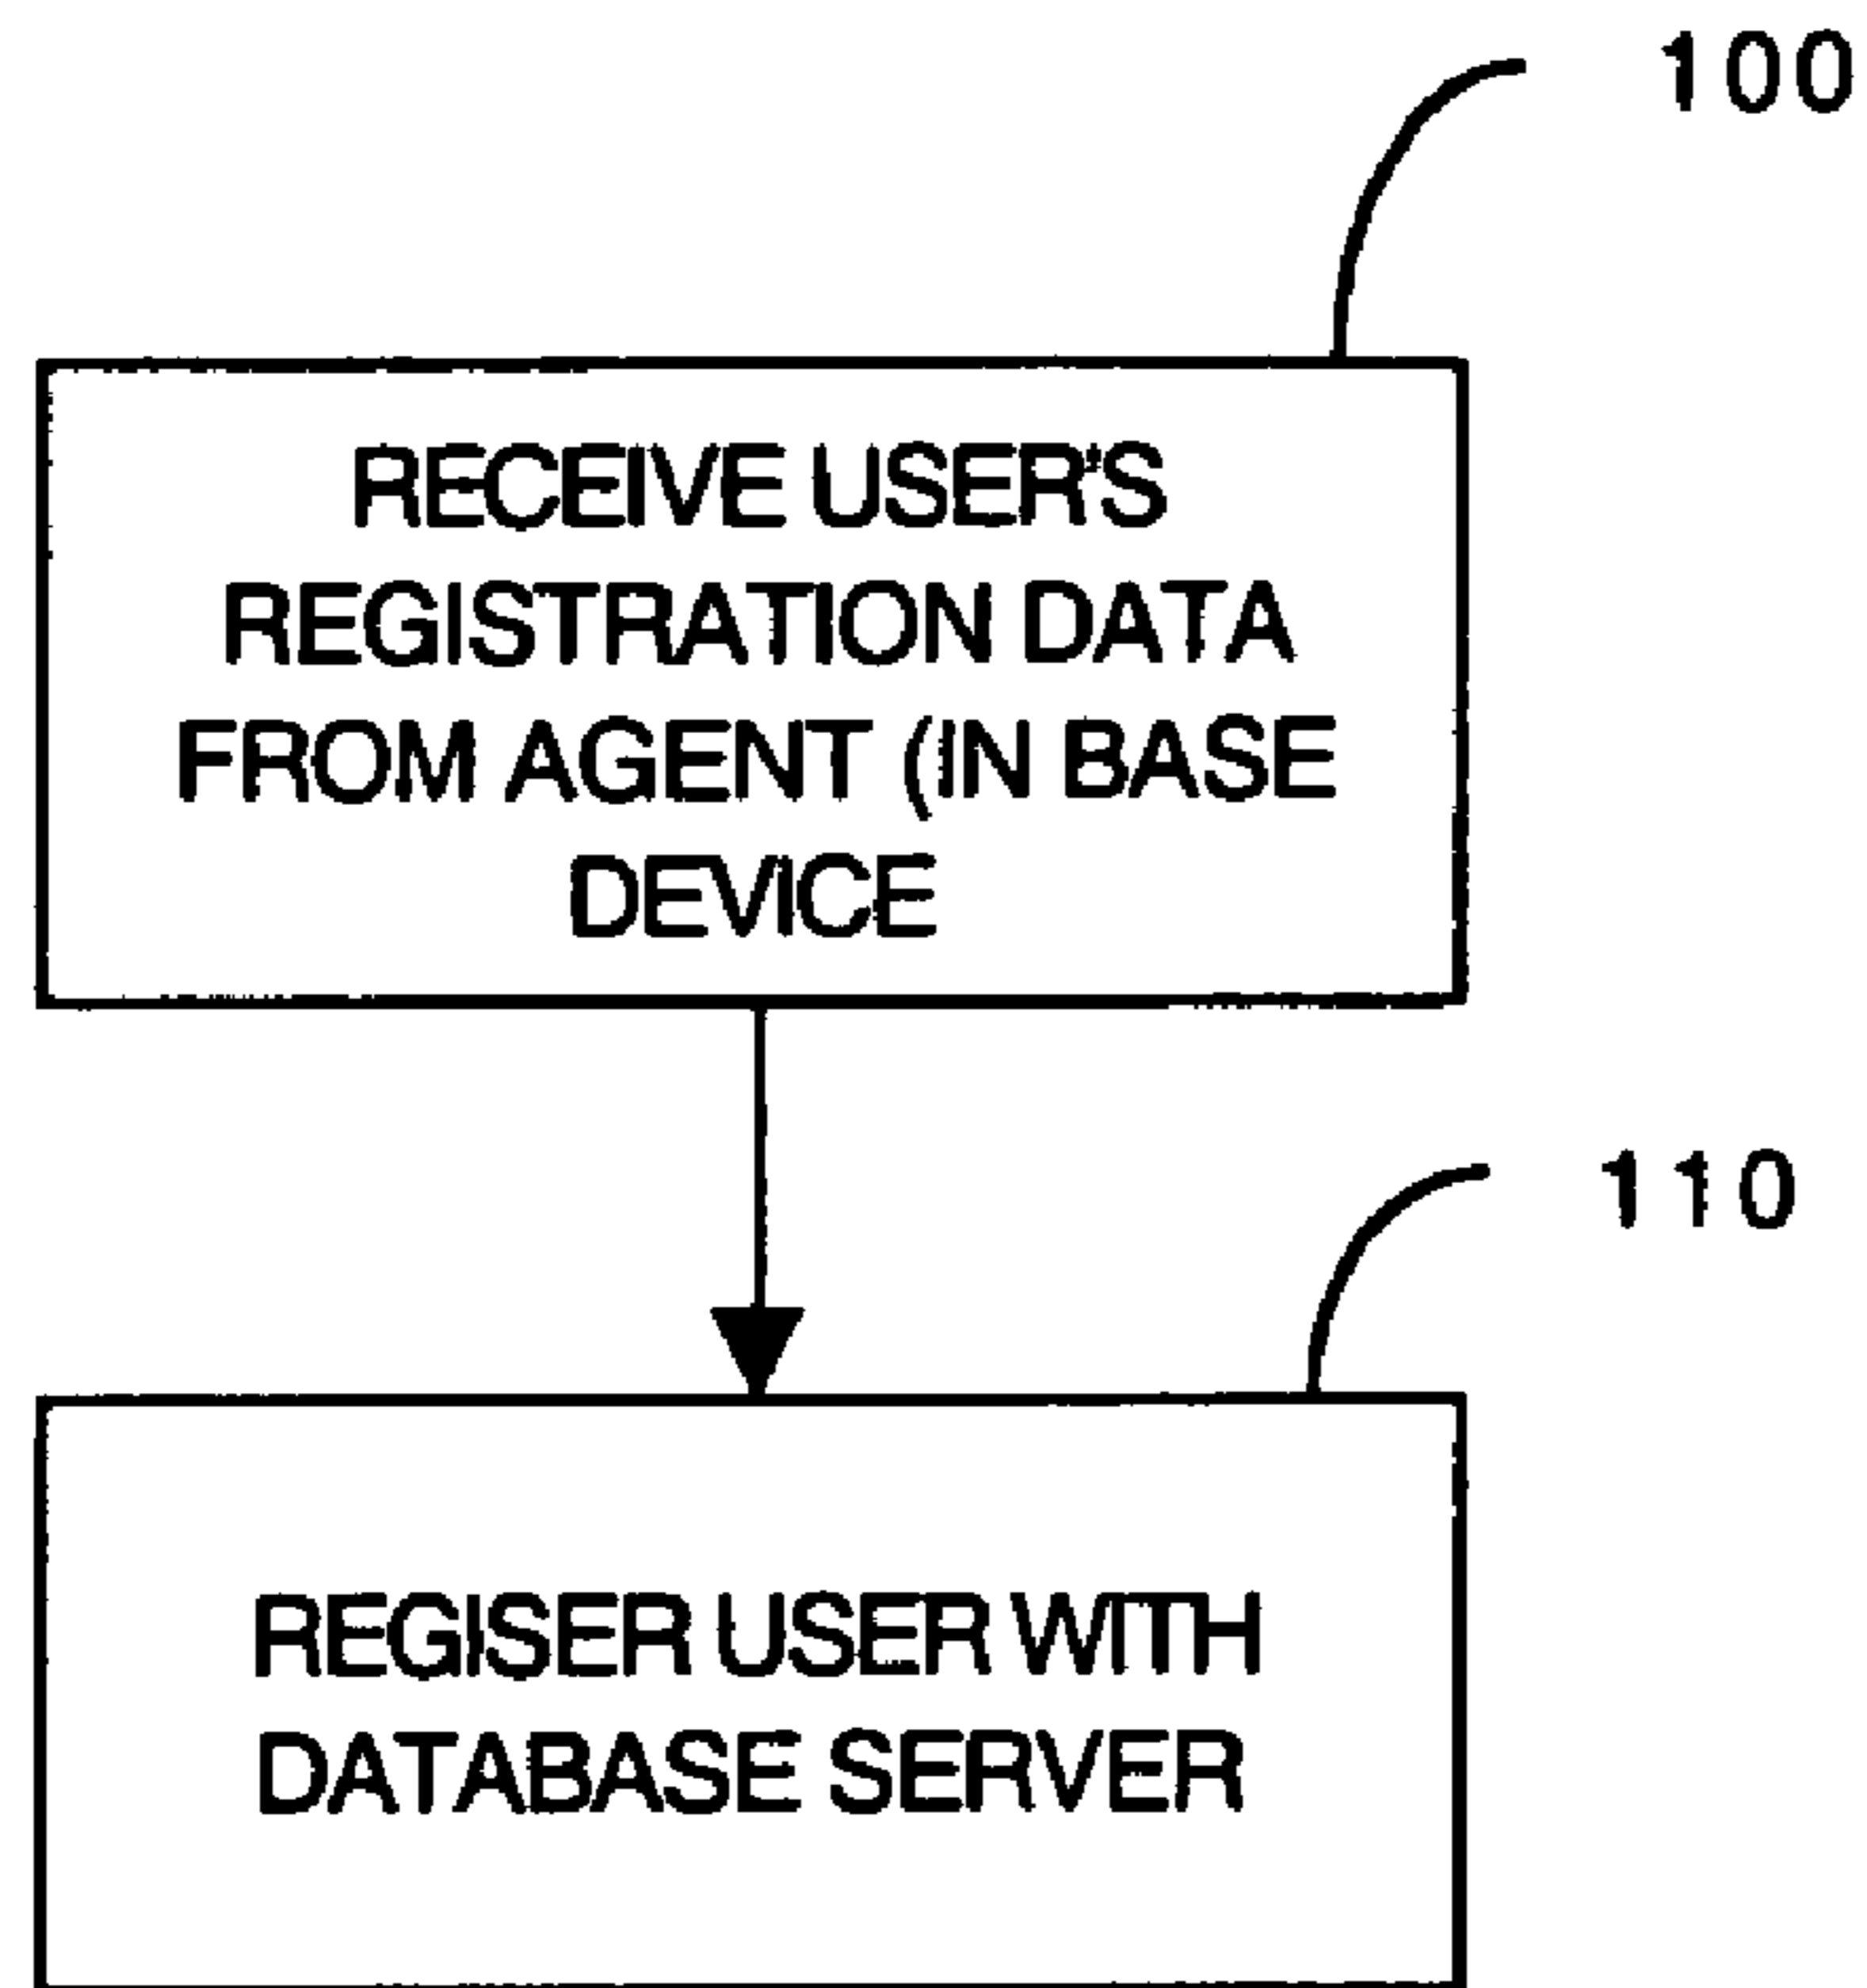 100
RECEIVE USER'S
REGISTRATION DATA
FROM AGENT (IN BASE
DEVICE
110
REGISER USER WITH
DATABASE SERVER